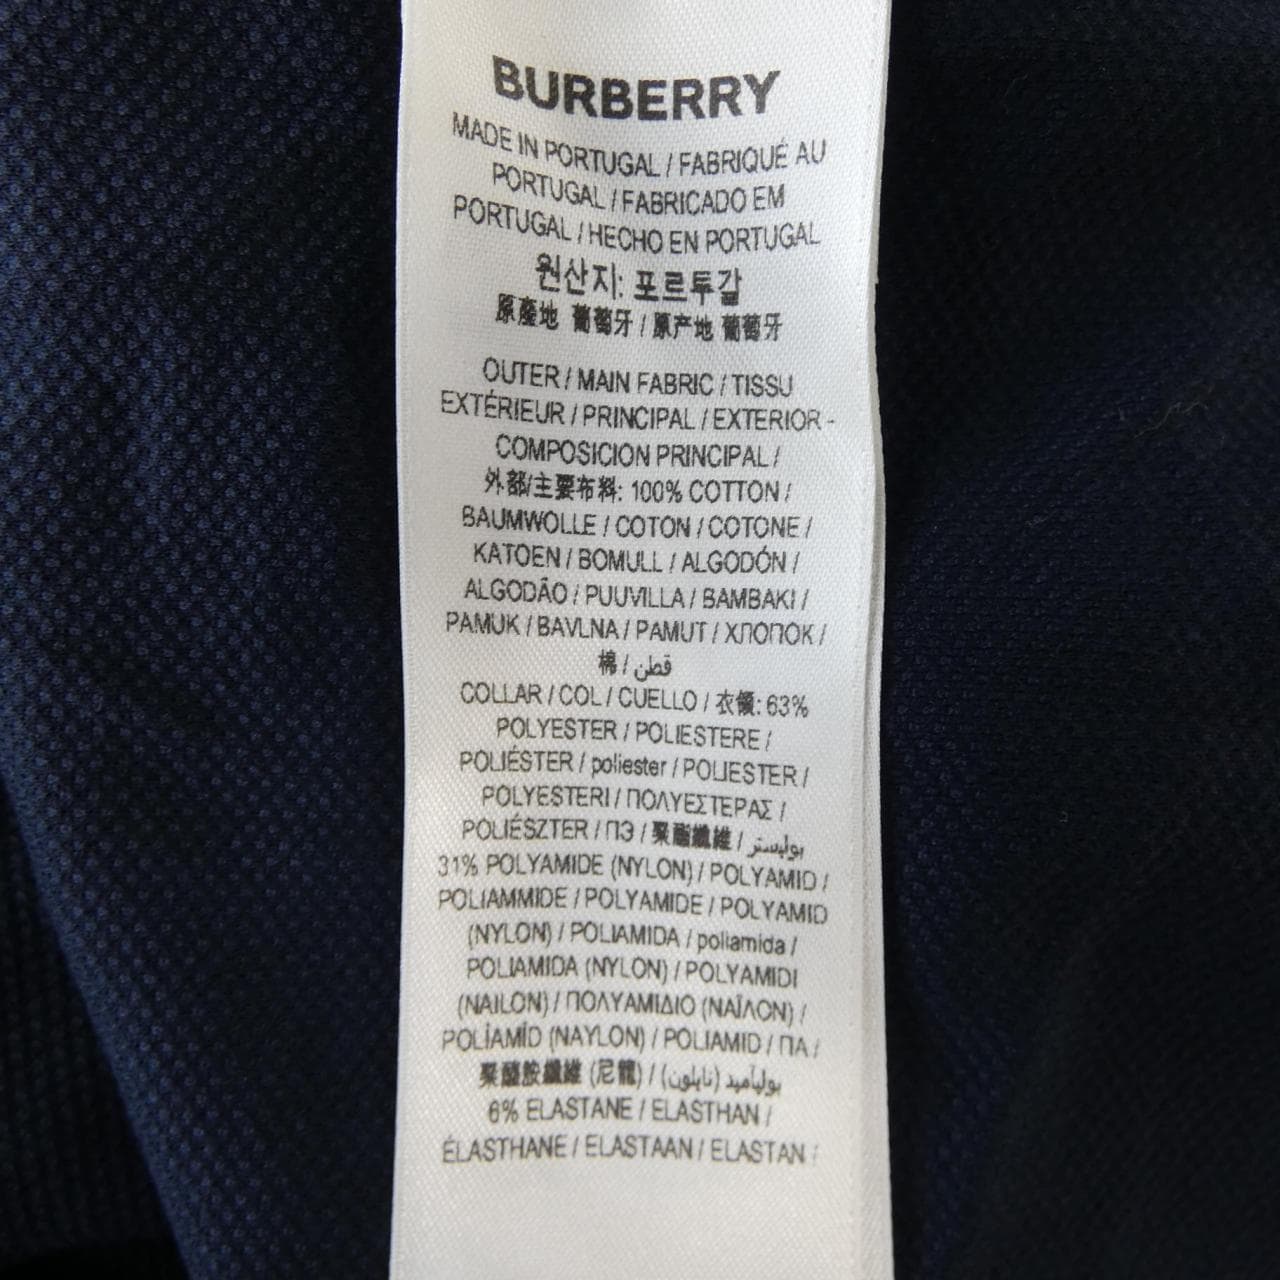 BURBERRY
MADE IN PORTUGAL / FABRIQUÉ AU
PORTUGAL / FABRICADO EM
PORTUGAL / HECHO EN PORTUGAL
원산지: 포르투갈
原產地 葡萄牙 / 原产地 葡萄牙
OUTER / MAIN FABRIC / TISSU
EXTÉRIEUR / PRINCIPAL / EXTERIOR -
COMPOSICION PRINCIPAL /
外部/主要布料: 100% COTTON /
BAUMWOLLE / COTON / COTONE /
KATOEN / BOMULL / ALGODÓN /
ALGODÃO / PUUVILLA / BAMBAKI /
PAMUK / BAVLNA / PAMUT / ХЛОПОК /
棉 / قطن
COLLAR / COL / CUELLO / 衣領: 63%
POLYESTER / POLIESTERE /
POLIÉSTER / poliester / POLIESTER /
POLYESTERI / ΠΟΛΥΕΣΤΕΡΑΣ /
POLIÉSZTER / ПЭ / 聚酯纖維 / بوليستر
31% POLYAMIDE (NYLON) / POLYAMID /
POLIAMMIDE / POLYAMIDE / POLYAMID
(NYLON) / POLIAMIDA / poliamida /
POLIAMIDA (NYLON) / POLYAMIDI
(NAILON) / ΠΟΛΥΑΜΙΔΙΟ (ΝΑΪΛΟΝ) /
POLİAMİD (NAYLON) / POLIAMID / ПА /
聚醯胺纖維 (尼龍) / بولياميد (نايلون)
6% ELASTANE / ELASTHAN /
ÉLASTHANE / ELASTAAN / ELASTAN /